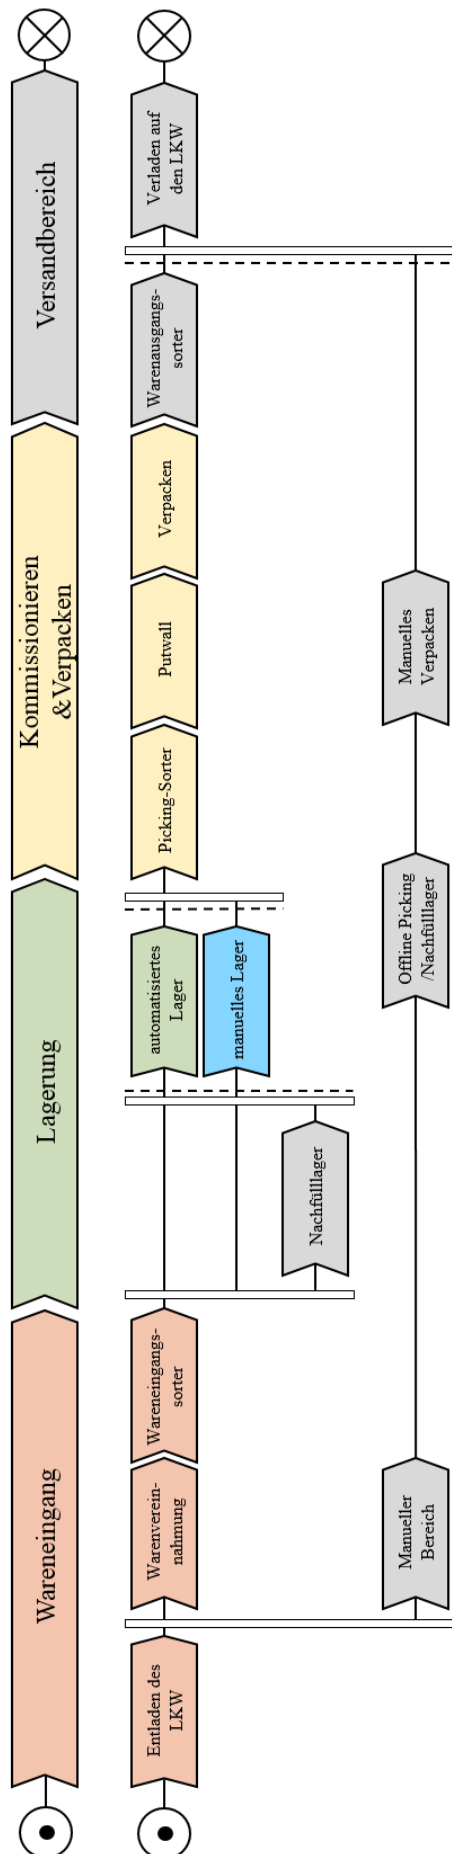 Wareneingang
Lagerung
Kommissionieren
&Verpacken
Versandbereich
Entladen des
LKW
Warenverein-
nahmung
Wareneingangs-
sorter
automatisiertes
Lager
Picking-Sorter
Putwall
Verpacken
Warenausgangs-
sorter
Verladen auf
den LKW
manuelles Lager
Nachfülllager
Manueller
Bereich
Offline Picking
/Nachfülllager
Manuelles
Verpacken